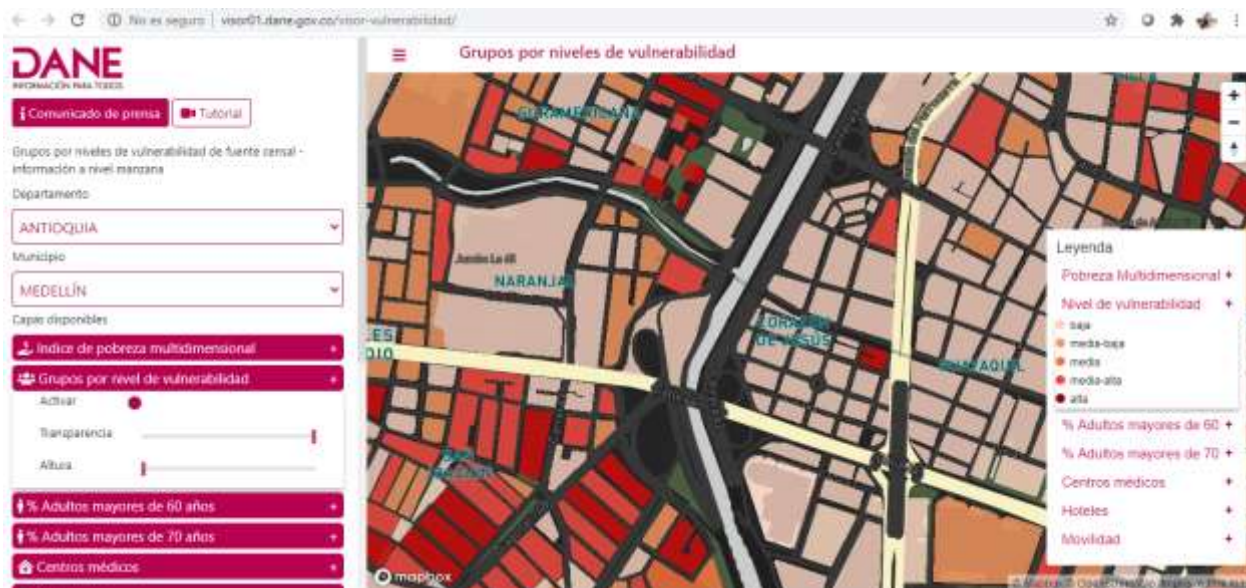 No es seguro | visor01.dane.gov.co/visor-vulnerabilidad/
DANE
INFORMACIÓN PARA TODOS
Comunicado de prensa
Tutorial
Grupos por niveles de vulnerabilidad de fuente censal -
información a nivel manzana
Departamento
ANTIOQUIA
Municipio
MEDELLÍN
Capas disponibles
Indice de pobreza multidimensional +
Grupos por nivel de vulnerabilidad +
Activar
Transparencia
Altura
% Adultos mayores de 60 años +
% Adultos mayores de 70 años +
Centros médicos +
Grupos por niveles de vulnerabilidad
SURAMERICANA
NARANJAL
CORAZÓN
DE JESÚS
GUAYAQUIL
SAN
mapbox
+
-
Leyenda
Pobreza Multidimensional +
Nivel de vulnerabilidad +
baja
media-baja
media
media-alta
alta
% Adultos mayores de 60 +
% Adultos mayores de 70 +
Centros médicos +
Hoteles +
Movilidad +